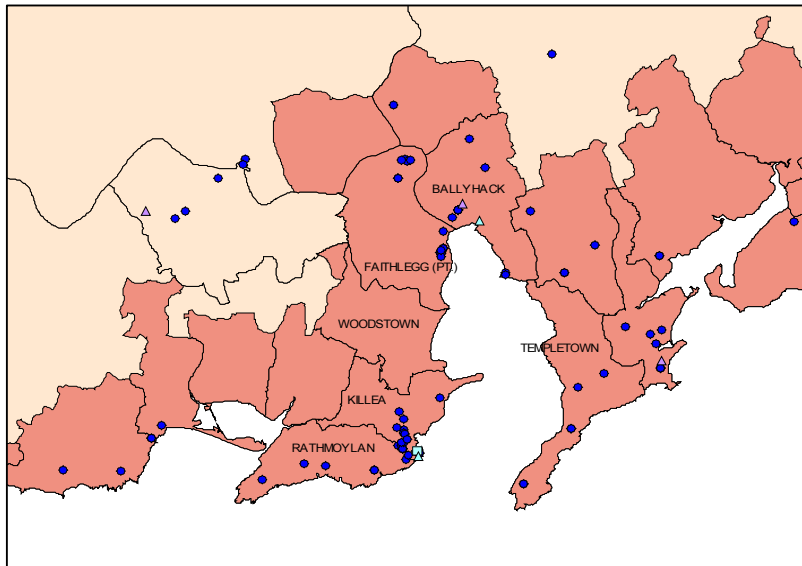 BALLYHACK
FAITHLEGG (PT.)
WOODSTOWN
TEMPLETOWN
KILLEA
RATHMOYLAN